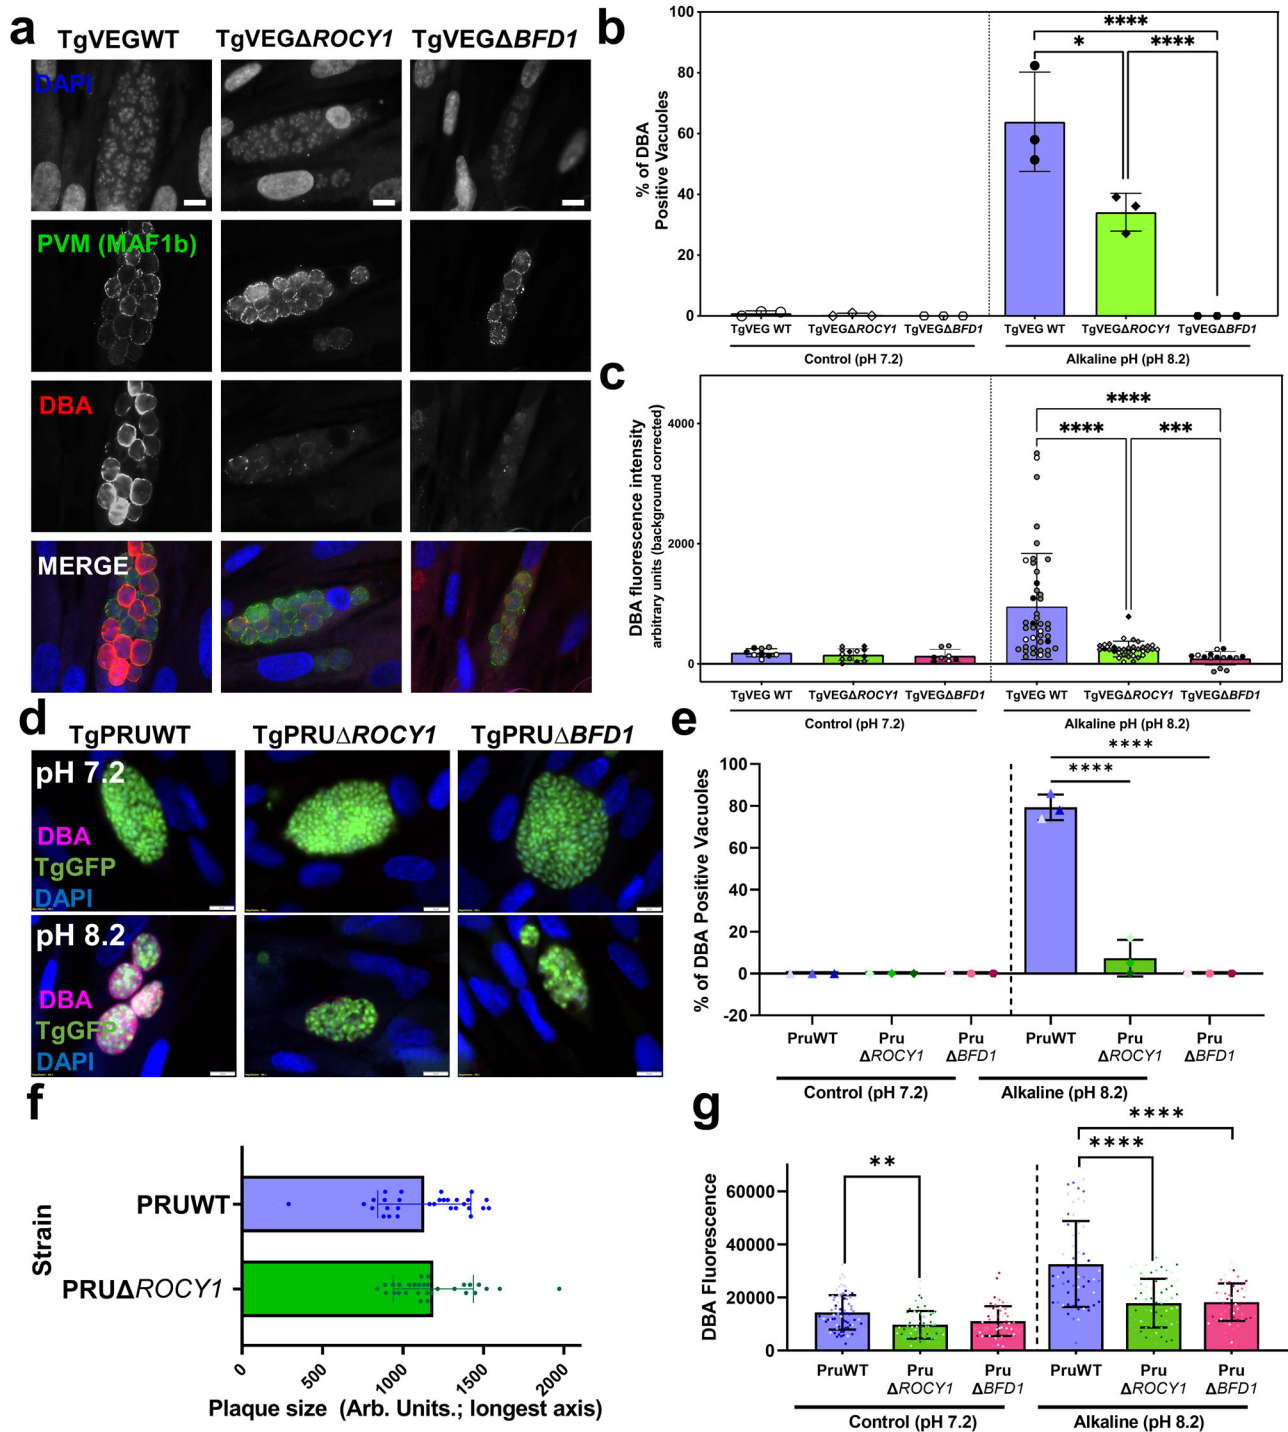 a
TgVEGWT TgVEGΔROCY1 TgVEGΔBFD1
DAPI
PVM (MAF1b)
DBA
MERGE
b
% of DBA
Positive Vacuoles
100
80
60
40
20
0
****
* ****
TgVEG WT TgVEGΔROCY1 TgVEGΔBFD1 TgVEG WT TgVEGΔROCY1 TgVEGΔBFD1
Control (pH 7.2) Alkaline pH (pH 8.2)
c
DBA fluorescence intensity
arbitrary units (background corrected)
4000
2000
0
****
**** ***
TgVEG WT TgVEGΔROCY1 TgVEGΔBFD1 TgVEG WT TgVEGΔROCY1 TgVEGΔBFD1
Control (pH 7.2) Alkaline pH (pH 8.2)
d
TgPRUWT TgPRUΔROCY1 TgPRUΔBFD1
pH 7.2
DBA
TgGFP
DAPI
pH 8.2
DBA
TgGFP
DAPI
e
% of DBA Positive Vacuoles
100
80
60
40
20
0
-20
****
****
PruWT Pru Pru PruWT Pru Pru
ΔROCY1 ΔBFD1 ΔROCY1 ΔBFD1
Control (pH 7.2) Alkaline (pH 8.2)
f
Strain
PRUWT
PRUΔROCY1
0 500 1000 1500 2000
Plaque size (Arb. Units.; longest axis)
g
DBA Fluorescence
60000
40000
20000
0
**
****
****
PruWT Pru Pru PruWT Pru Pru
ΔROCY1 ΔBFD1 ΔROCY1 ΔBFD1
Control (pH 7.2) Alkaline (pH 8.2)